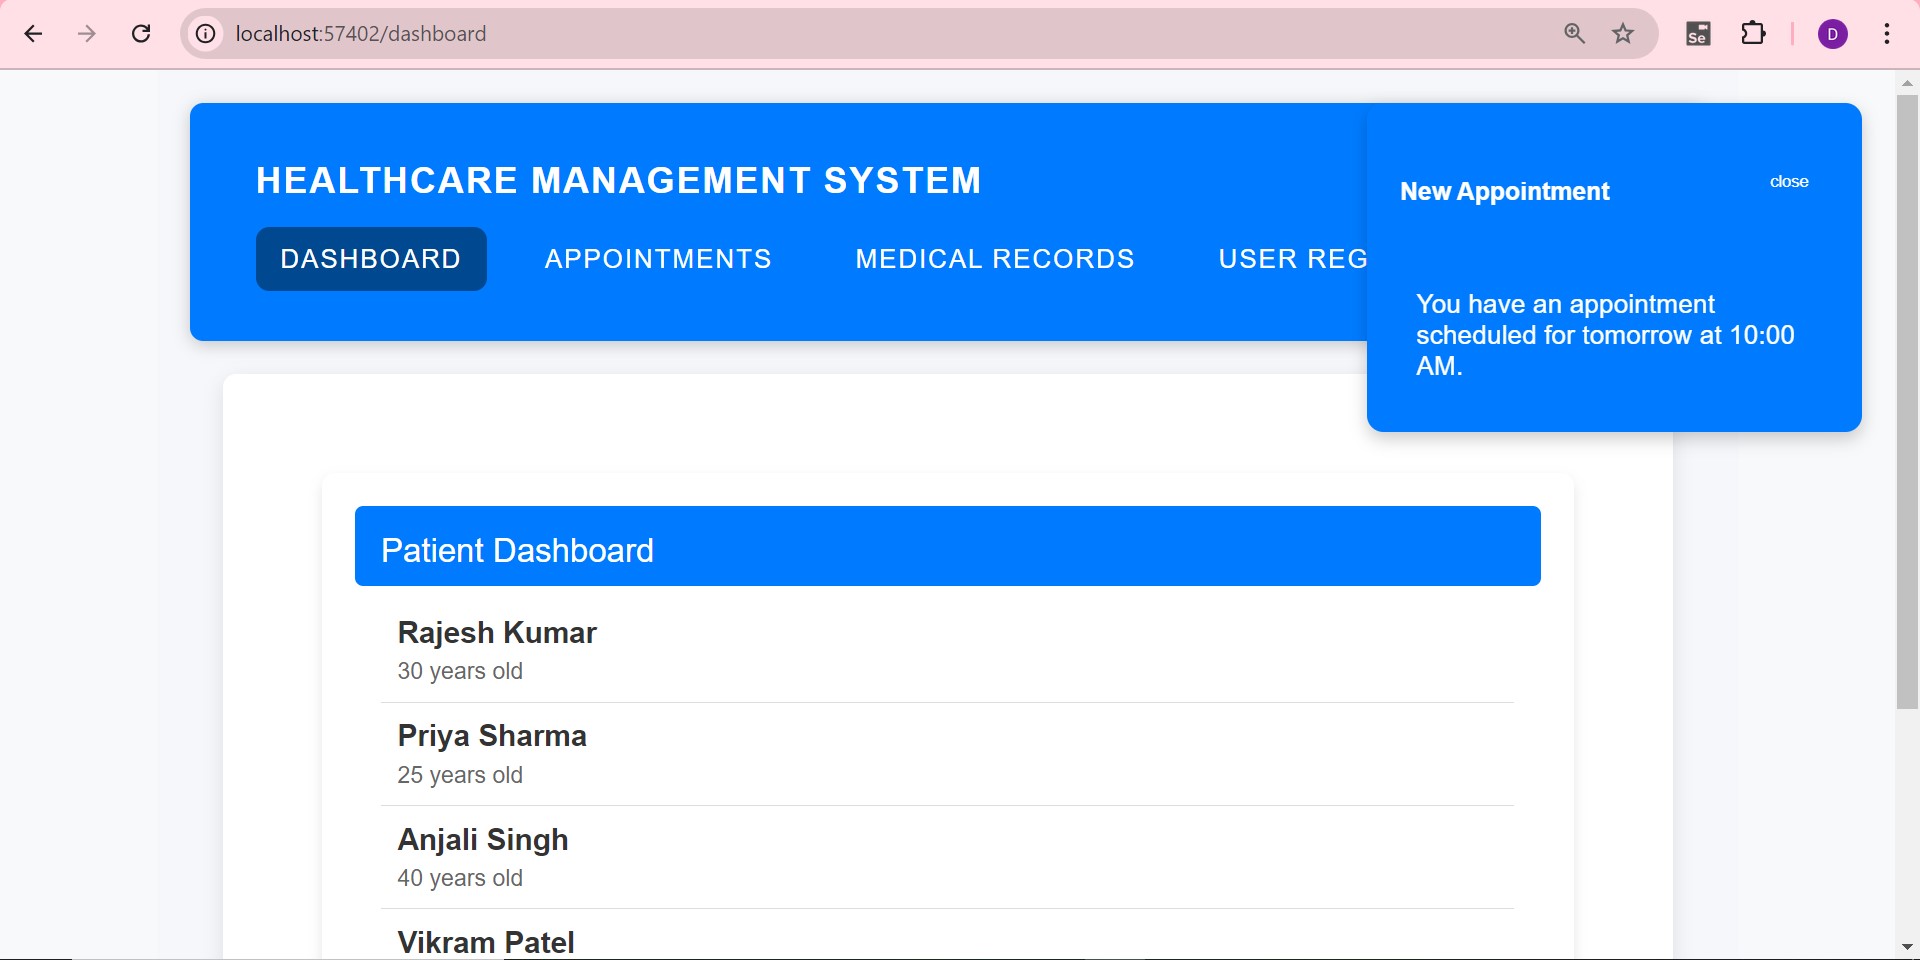 localhost:57402/dashboard
Se
D
HEALTHCARE MANAGEMENT SYSTEM
DASHBOARD APPOINTMENTS MEDICAL RECORDS USER REG
New Appointment
close
You have an appointment
scheduled for tomorrow at 10:00
AM.
Patient Dashboard
Rajesh Kumar
30 years old
Priya Sharma
25 years old
Anjali Singh
40 years old
Vikram Patel